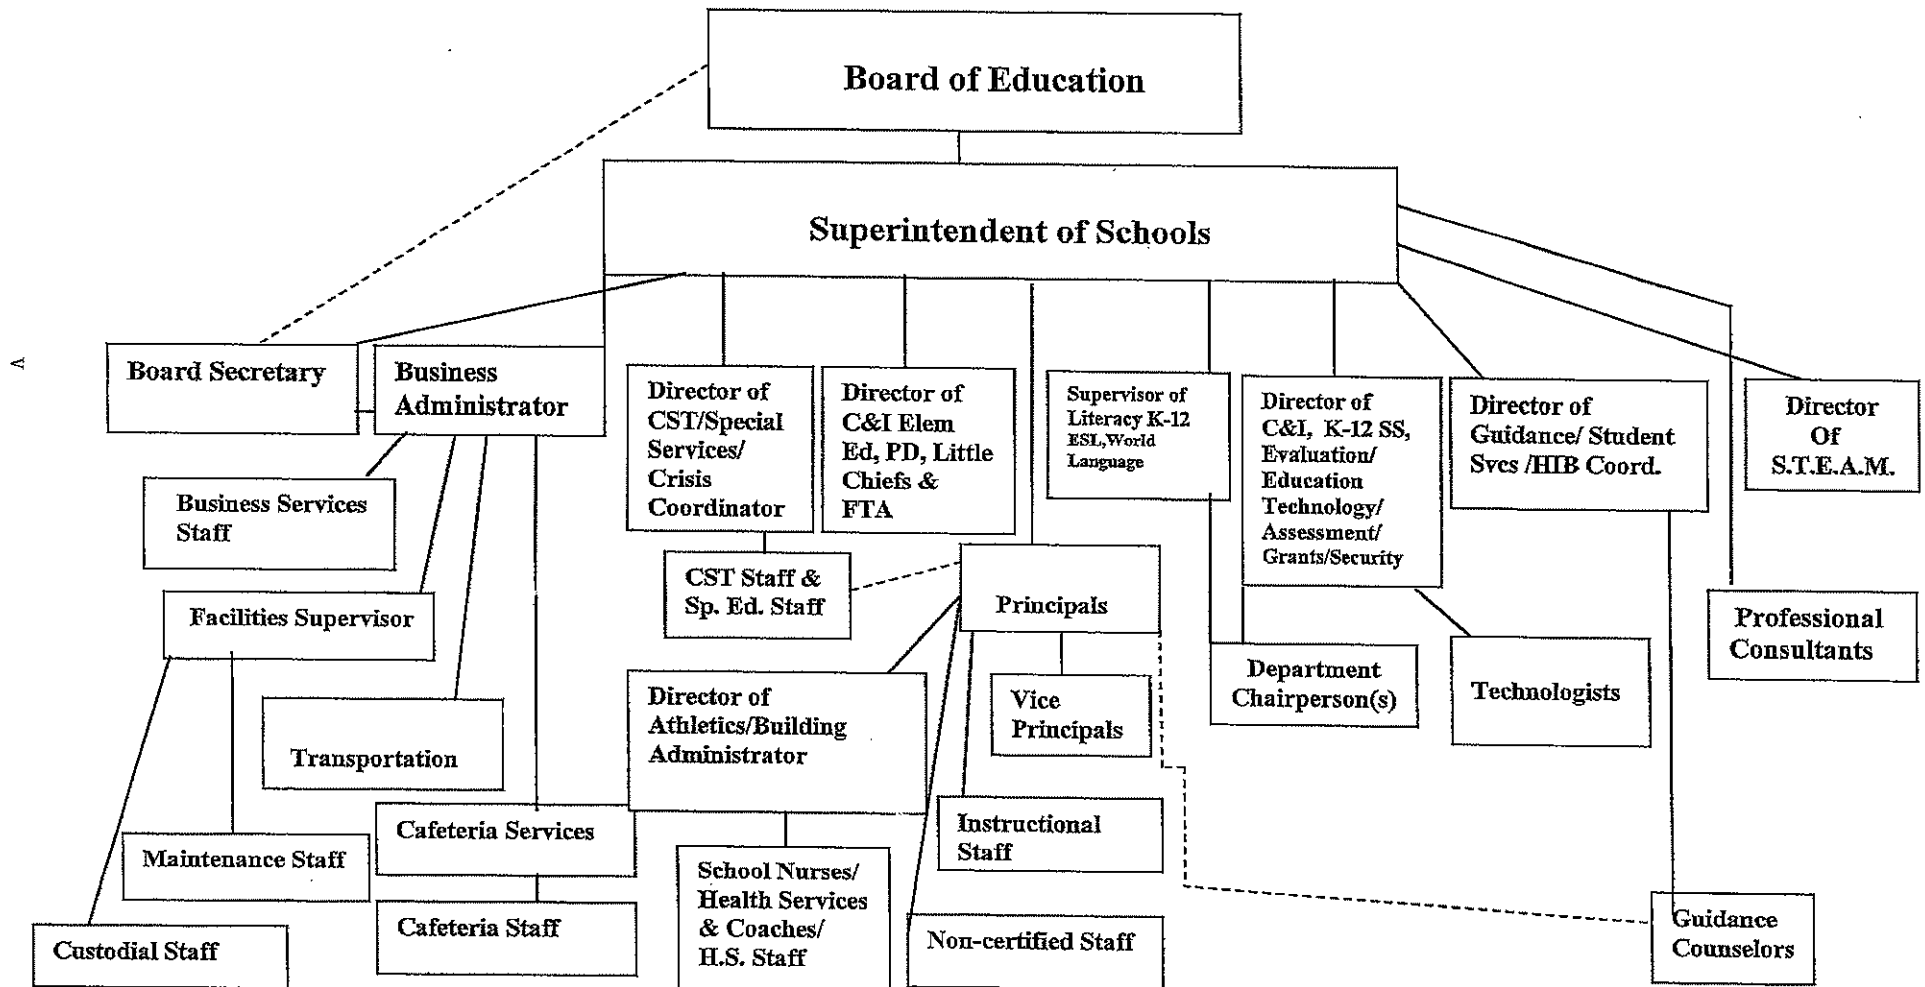 Board of Education
Superintendent of Schools
Board Secretary
Business
Administrator
Director of
CST/Special
Services/
Crisis
Coordinator
Director of
C&I Elem
Ed, PD, Little
Chiefs &
FTA
Supervisor of
Literacy K-12
ESL,World
Language
Director of
C&I, K-12 SS,
Evaluation/
Education
Technology/
Assessment/
Grants/Security
Director of
Guidance/ Student
Svcs /HIB Coord.
Director
Of
S.T.E.A.M.
Business Services
Staff
CST Staff &
Sp. Ed. Staff
Principals
Facilities Supervisor
Professional
Consultants
Department
Chairperson(s)
Technologists
Director of
Athletics/Building
Administrator
Vice
Principals
Transportation
Cafeteria Services
Instructional
Staff
Maintenance Staff
School Nurses/
Health Services
& Coaches/
H.S. Staff
Cafeteria Staff
Non-certified Staff
Guidance
Counselors
Custodial Staff
V